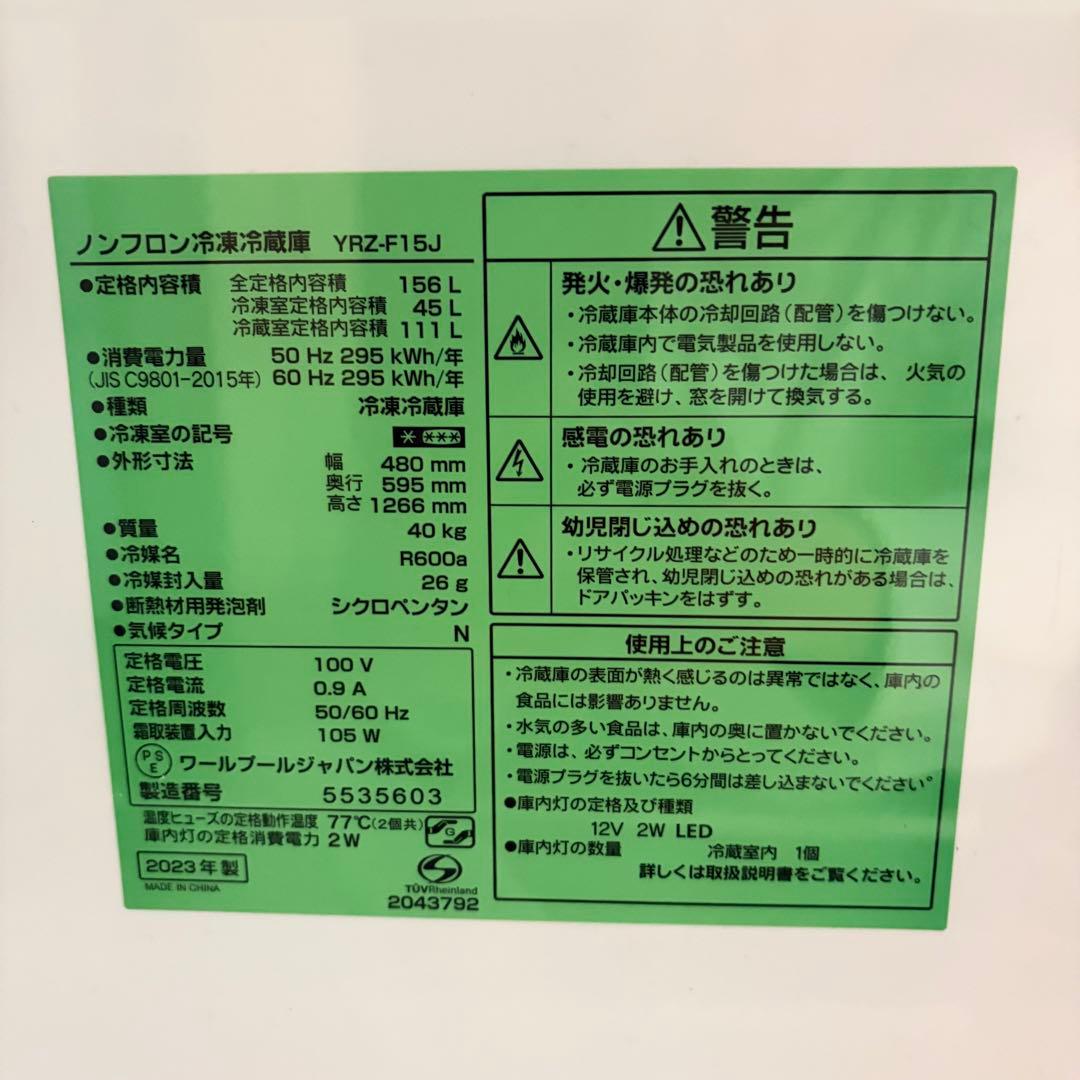 ノンフロン冷凍冷蔵庫 YRZ-F15J
●定格内容積 全定格内容積 156 L
冷凍室定格内容積 45 L
冷蔵室定格内容積 111 L
●消費電力量 50 Hz 295 kWh/年
(JIS C9801-2015年) 60 Hz 295 kWh/年
●種類 冷凍冷蔵庫
●冷凍室の記号
●外形寸法 幅 480 mm
奥行 595 mm
高さ 1266 mm
●質量 40 kg
●冷媒名 R600a
●冷媒封入量 26 g
●断熱材用発泡剤 シクロペンタン
●気候タイプ N
定格電圧 100 V
定格電流 0.9 A
定格周波数 50/60 Hz
霜取装置入力 105 W
PSE ワールプールジャパン株式会社
製造番号 5535603
温度ヒューズの定格動作温度 77℃(2個共)
庫内灯の定格消費電力 2W
G
2023年製
MADE IN CHINA
TÜVRheinland
2043792
⚠警告
発火・爆発の恐れあり
・冷蔵庫本体の冷却回路(配管)を傷つけない。
・冷蔵庫内で電気製品を使用しない。
・冷却回路(配管)を傷つけた場合は、火気の
使用を避け、窓を開けて換気する。
感電の恐れあり
・冷蔵庫のお手入れのときは、
必ず電源プラグを抜く。
幼児閉じ込めの恐れあり
・リサイクル処理などのため一時的に冷蔵庫を
保管され、幼児閉じ込めの恐れがある場合は、
ドアパッキンをはずす。
使用上のご注意
・冷蔵庫の表面が熱く感じるのは異常ではなく、庫内の
食品には影響ありません。
・水気の多い食品は、庫内の奥に置かないでください。
・電源は、必ずコンセントからとってください。
・電源プラグを抜いたら6分間は差し込まないでください。
●庫内灯の定格及び種類
12V 2W LED
●庫内灯の数量 冷蔵室内 1個
詳しくは取扱説明書をご覧ください。